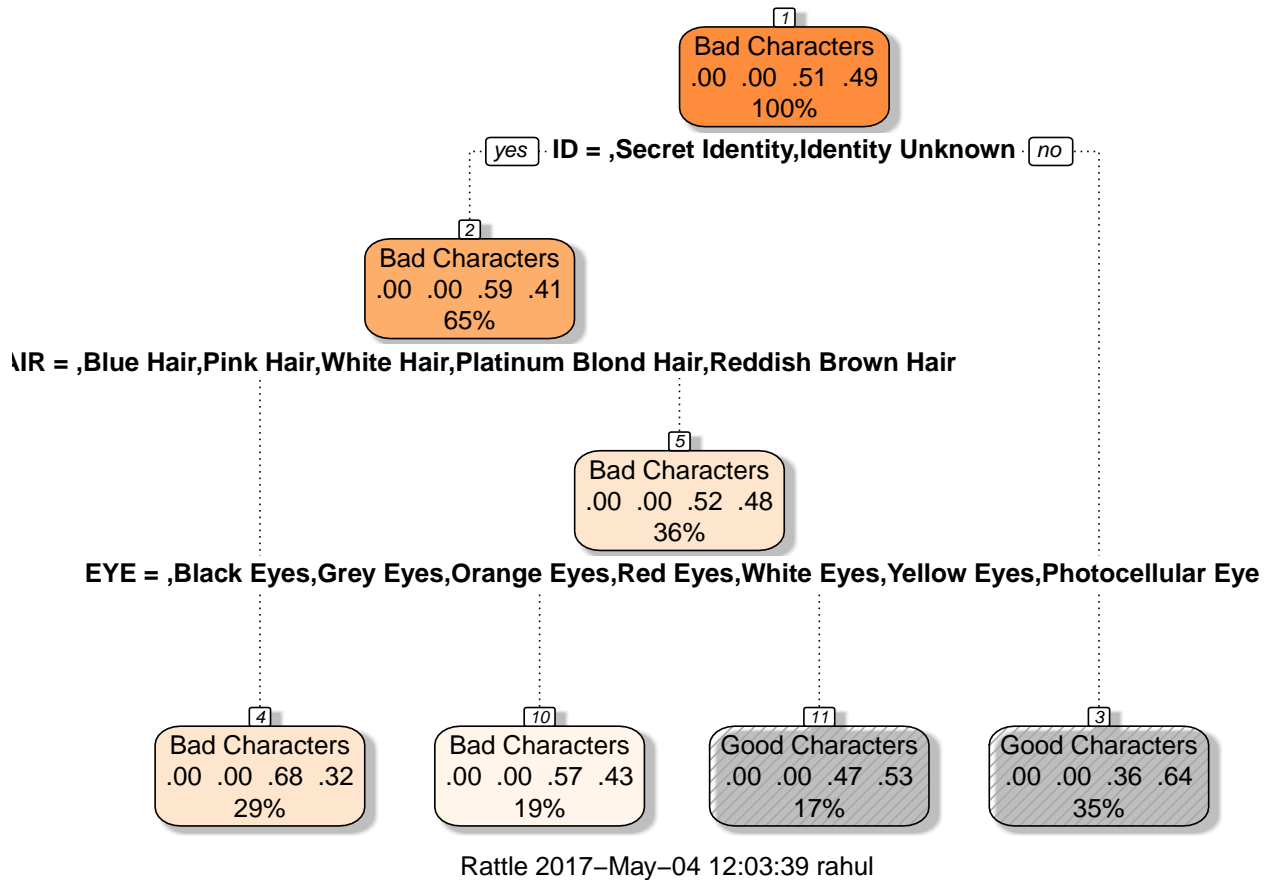 1
Bad Characters
.00 .00 .51 .49
100%
yes ID = ,Secret Identity,Identity Unknown no
2
Bad Characters
.00 .00 .59 .41
65%
AIR = ,Blue Hair,Pink Hair,White Hair,Platinum Blond Hair,Reddish Brown Hair
5
Bad Characters
.00 .00 .52 .48
36%
EYE = ,Black Eyes,Grey Eyes,Orange Eyes,Red Eyes,White Eyes,Yellow Eyes,Photocellular Eye
4 10 11 3
Bad Characters Bad Characters Good Characters Good Characters
.00 .00 .68 .32 .00 .00 .57 .43 .00 .00 .47 .53 .00 .00 .36 .64
29% 19% 17% 35%
Rattle 2017−May−04 12:03:39 rahul